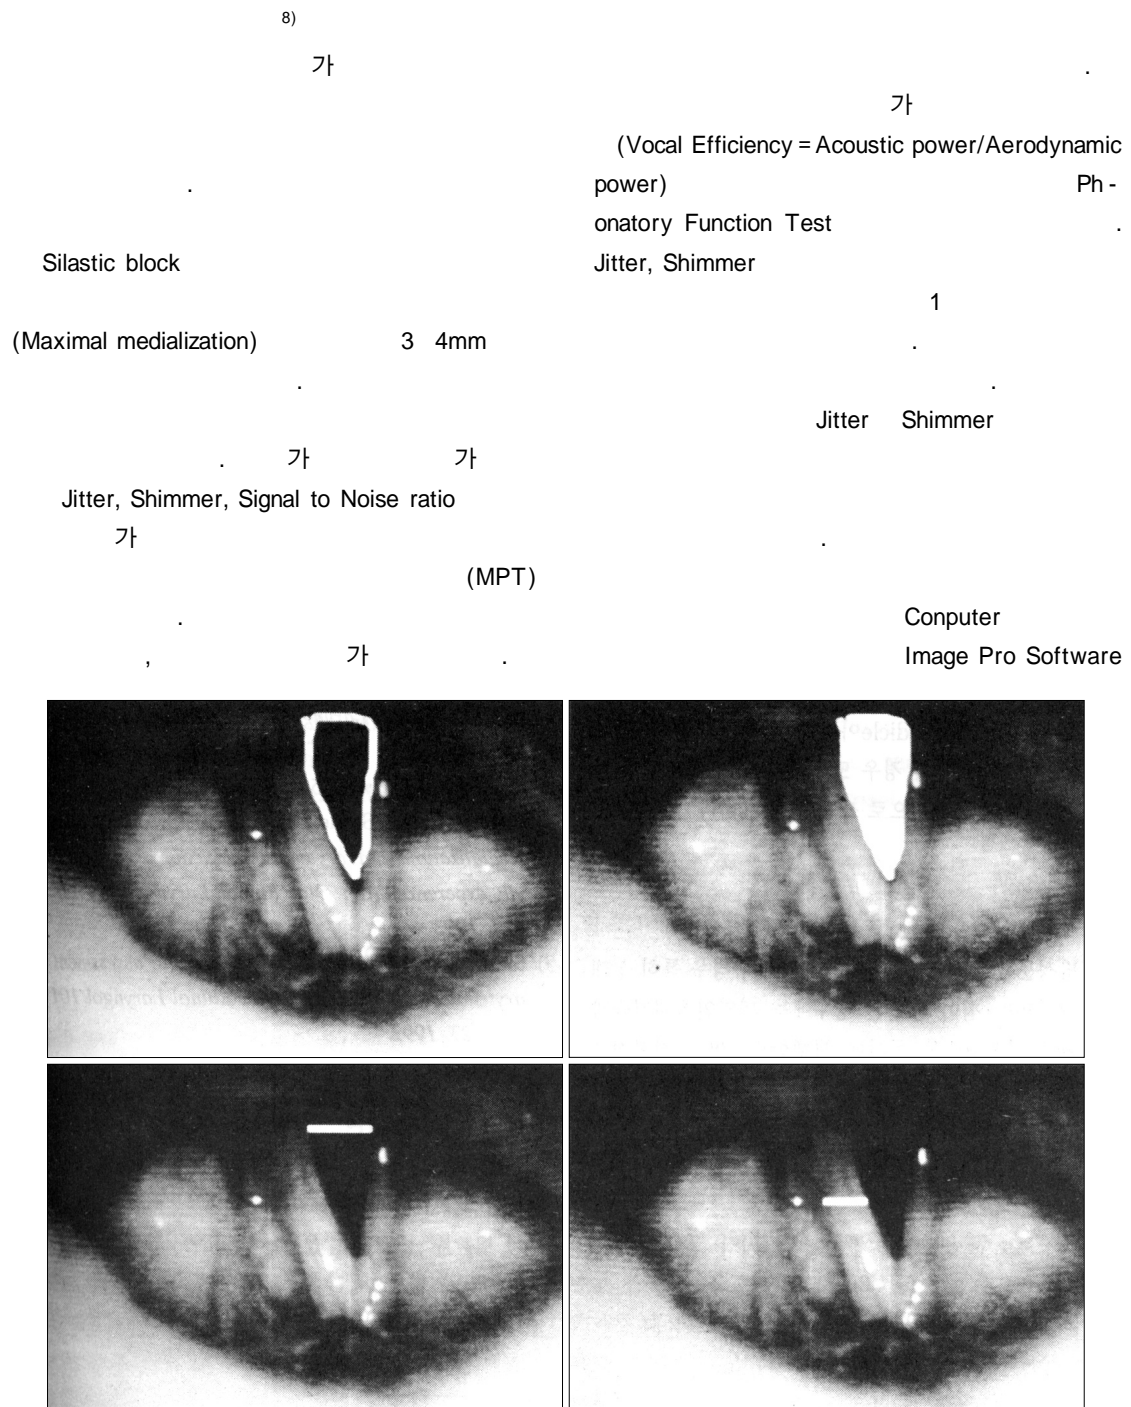 8)
가
.
Silastic block
(Maximal medialization) 3 4mm
.
. 가 가
Jitter, Shimmer, Signal to Noise ratio
가
(MPT)
.
, 가 .
.
가
(Vocal Efficiency = Acoustic power/Aerodynamic
power) Ph -
onatory Function Test .
Jitter, Shimmer
1
.
.
Jitter Shimmer
.
Conputer
Image Pro Software